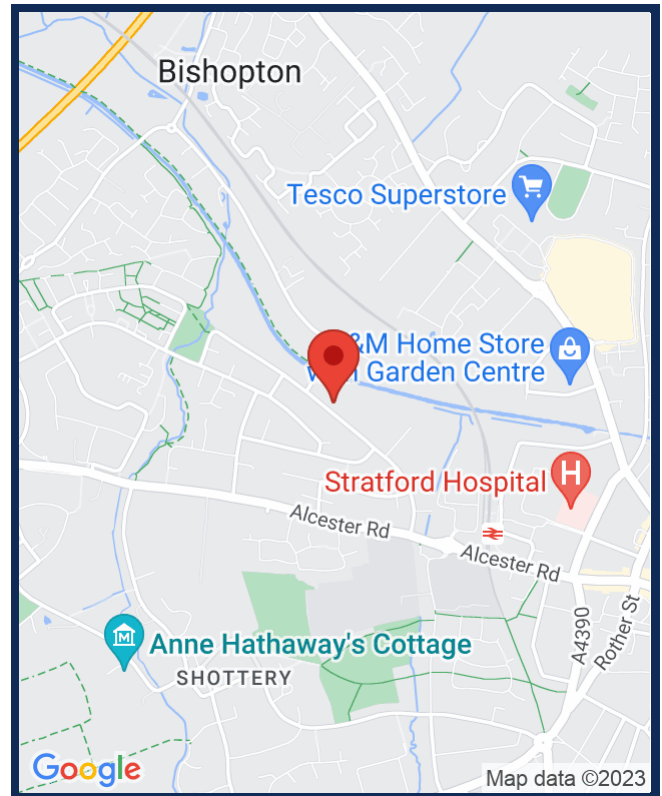 Bishopton
Tesco Superstore
&M Home Store
w h Garden Centre
H
Stratford Hospital
Alcester Rd
Alcester Rd
A4390
Rother St
M
Anne Hathaway's Cottage
SHOTTERY
Google
Map data ©2023